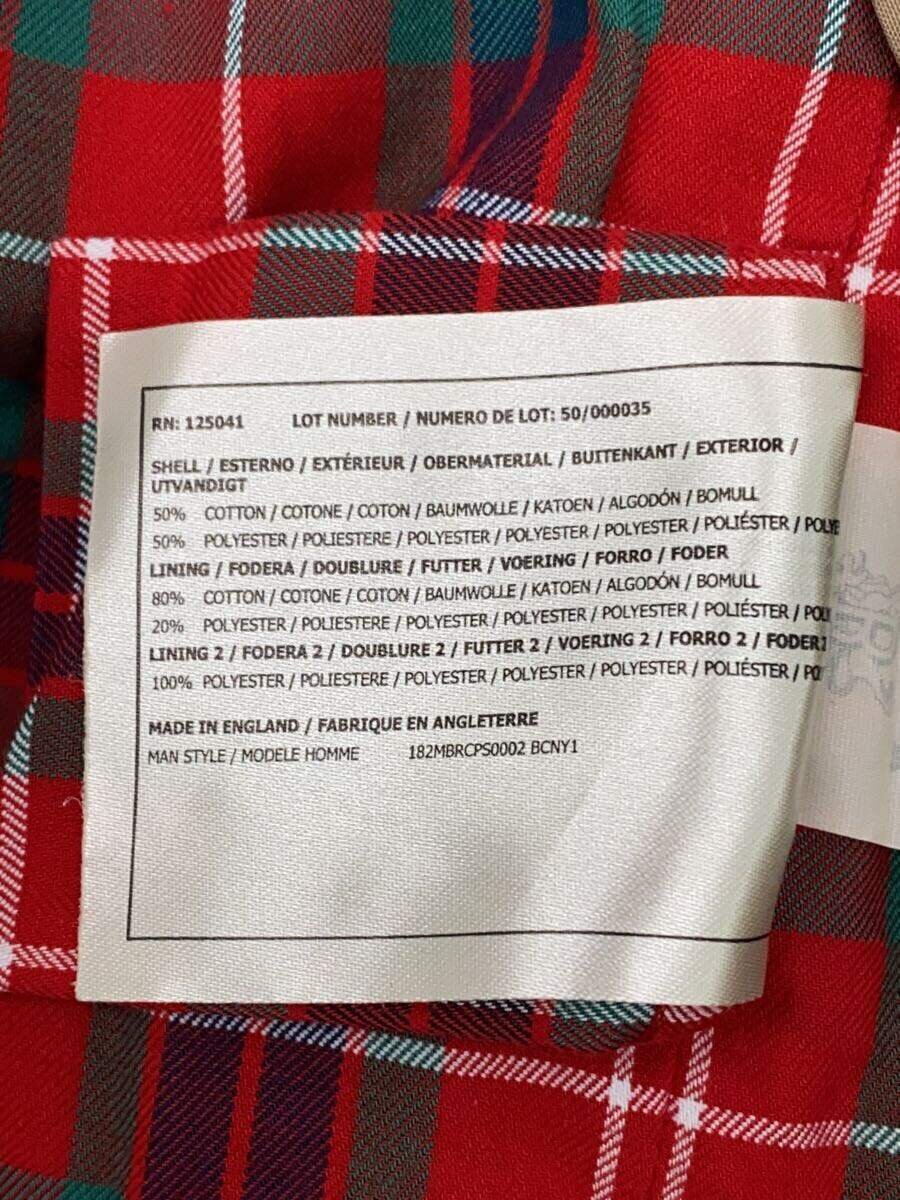 RN: 125041 LOT NUMBER / NUMERO DE LOT: 50/000035
SHELL / ESTERNO / EXTÉRIEUR / OBERMATERIAL / BUITENKANT / EXTERIOR /
UTVANDIGT
50% COTTON / COTONE / COTON / BAUMWOLLE / KATOEN / ALGODÓN / BOMULL
50% POLYESTER / POLIESTERE / POLYESTER / POLYESTER / POLYESTER / POLIÉSTER /
LINING / FODERA / DOUBLURE / FUTTER / VOERING / FORRO / FODER
80% COTTON / COTONE / COTON / BAUMWOLLE / KATOEN / ALGODÓN / BOMULL
20% POLYESTER / POLIESTERE / POLYESTER / POLYESTER / POLYESTER / POLIÉSTER /
LINING 2 / FODERA 2 / DOUBLURE 2 / FUTTER 2 / VOERING 2 / FORRO 2 / FODER
100% POLYESTER / POLIESTERE / POLYESTER / POLYESTER / POLYESTER / POLIÉSTER /
MADE IN ENGLAND / FABRIQUE EN ANGLETERRE
MAN STYLE / MODELE HOMME 182MBRCPS0002 BCNY1